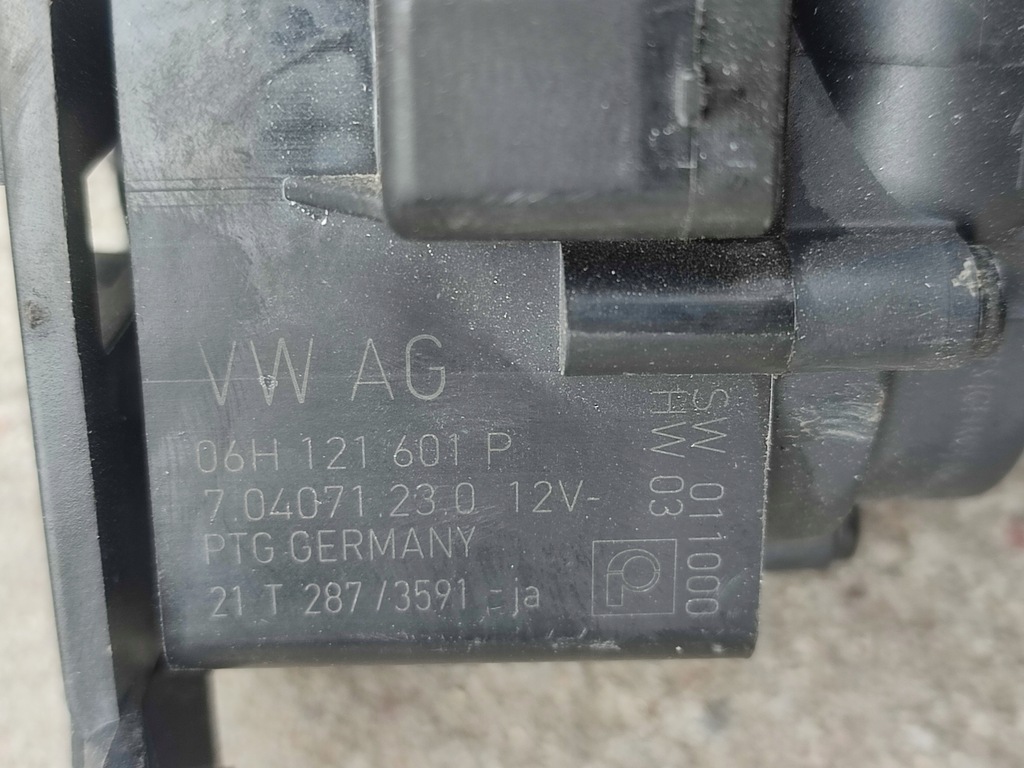 VW AG
06H 121 601 P
7.04071.23.0 12V-
PTG GERMANY
21 T 287/3591 - ja
SW 011000
HW 03